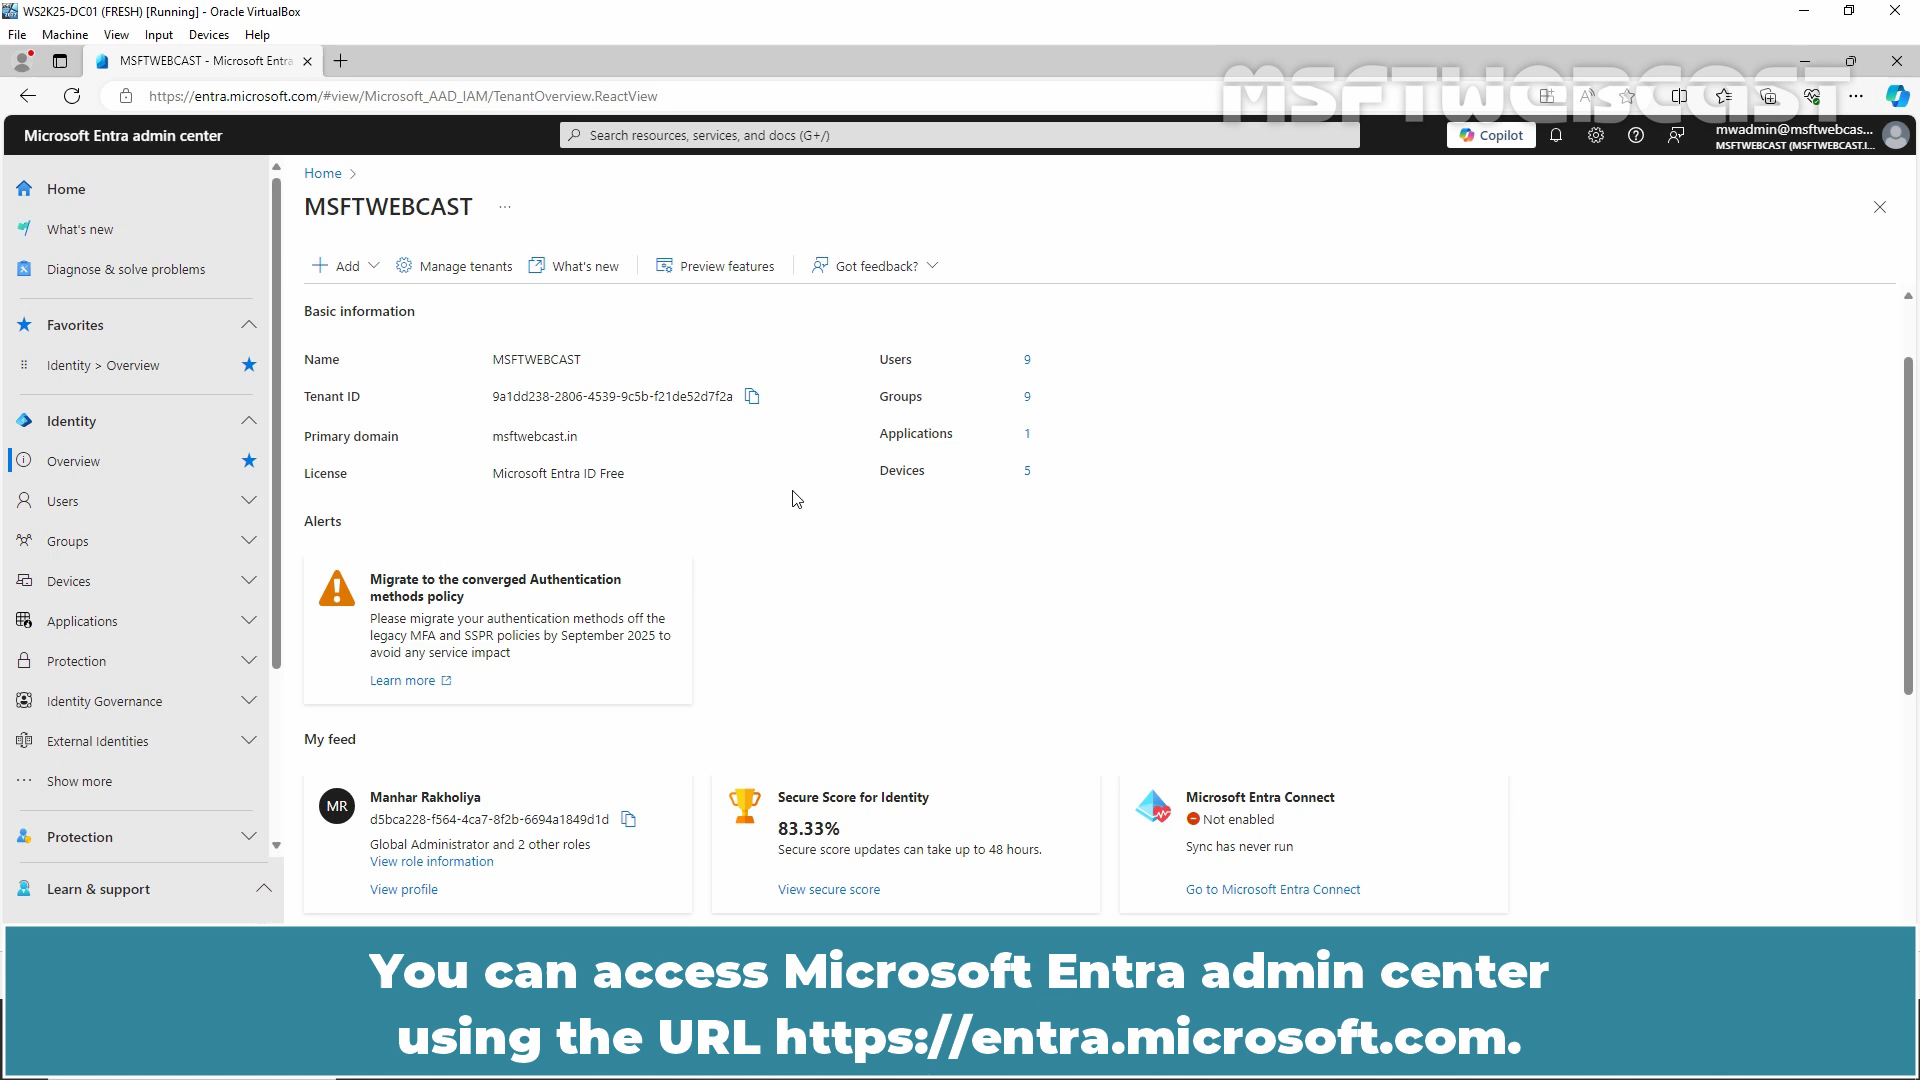 WS2K25-DC01 (FRESH) [Running] - Oracle VirtualBox
File Machine View Input Devices Help
MSFTWEBCAST - Microsoft Entra
https://entra.microsoft.com/#view/Microsoft_AAD_IAM/TenantOverview.ReactView
MSFTWEBCAST
Microsoft Entra admin center
Search resources, services, and docs (G+/)
Copilot
mwadmin@msftwebcas...
MSFTWEBCAST (MSFTWEBCAST.I...
Home
What's new
Diagnose & solve problems
Favorites
Identity > Overview
Identity
Overview
Users
Groups
Devices
Applications
Protection
Identity Governance
External Identities
Show more
Protection
Learn & support
Home >
MSFTWEBCAST ...
Add
Manage tenants
What's new
Preview features
Got feedback?
Basic information
Name MSFTWEBCAST
Tenant ID 9a1dd238-2806-4539-9c5b-f21de52d7f2a
Primary domain msftwebcast.in
License Microsoft Entra ID Free
Users 9
Groups 9
Applications 1
Devices 5
Alerts
Migrate to the converged Authentication
methods policy
Please migrate your authentication methods off the
legacy MFA and SSPR policies by September 2025 to
avoid any service impact
Learn more
My feed
MR
Manhar Rakholiya
d5bca228-f564-4ca7-8f2b-6694a1849d1d
Global Administrator and 2 other roles
View role information
View profile
Secure Score for Identity
83.33%
Secure score updates can take up to 48 hours.
View secure score
Microsoft Entra Connect
Not enabled
Sync has never run
Go to Microsoft Entra Connect
You can access Microsoft Entra admin center
using the URL https://entra.microsoft.com.